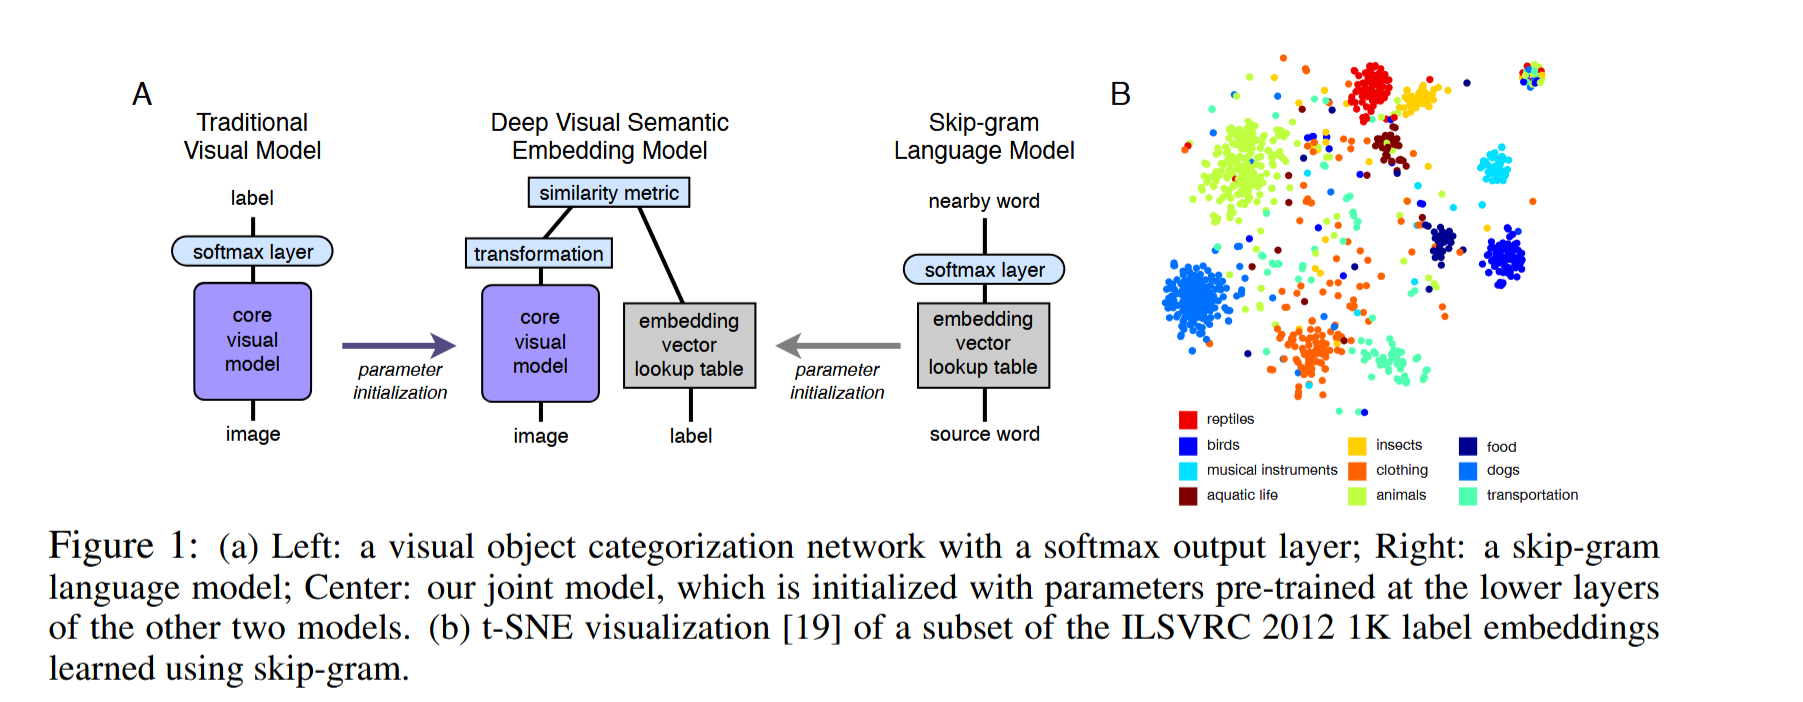 A
Traditional
Visual Model
label
softmax layer
core
visual
model
image
parameter
initialization
Deep Visual Semantic
Embedding Model
similarity metric
transformation
core
visual
model
image
embedding
vector
lookup table
label
parameter
initialization
Skip-gram
Language Model
nearby word
softmax layer
embedding
vector
lookup table
source word
B
reptiles
birds
musical instruments
aquatic life
insects
clothing
animals
food
dogs
transportation
Figure 1: (a) Left: a visual object categorization network with a softmax output layer; Right: a skip-gram
language model; Center: our joint model, which is initialized with parameters pre-trained at the lower layers
of the other two models. (b) t-SNE visualization [19] of a subset of the ILSVRC 2012 1K label embeddings
learned using skip-gram.